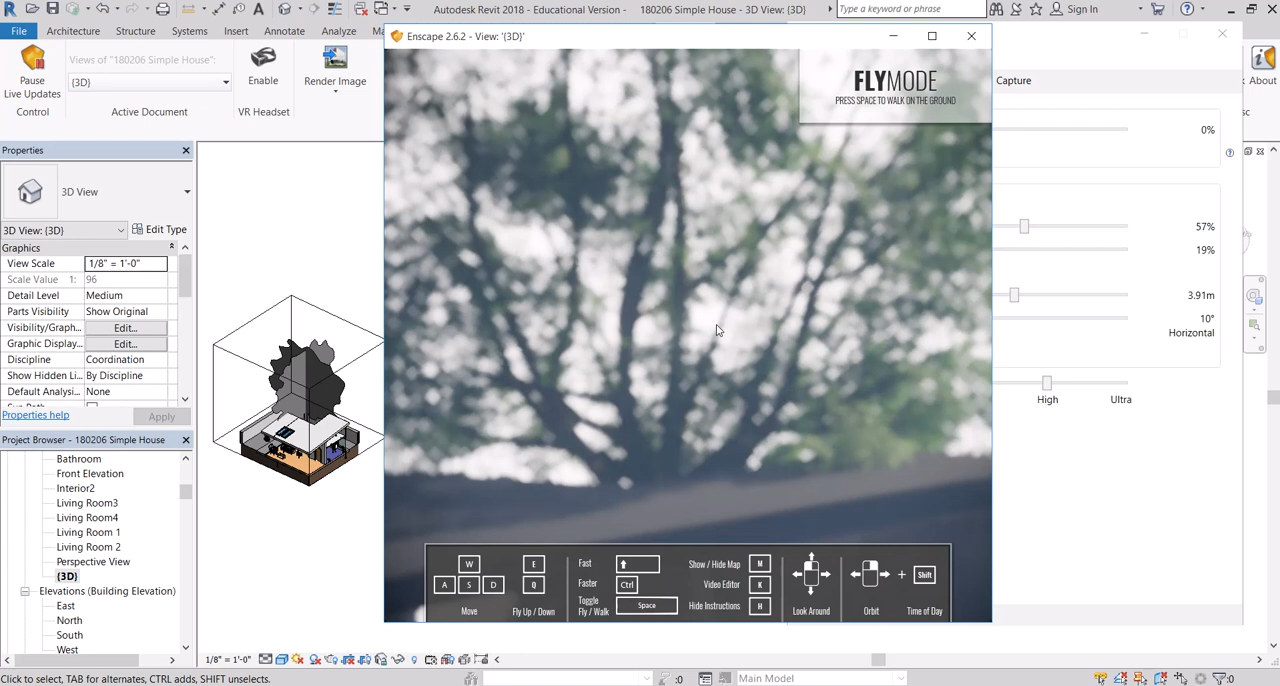 Autodesk Revit 2018 - Educational Version - 180206 Simple House - 3D View: {3D}
Type a keyword or phrase
Sign In
File Architecture Structure Systems Insert Annotate Analyze
Enscape 2.6.2 - View: '{3D}'
Pause
Live Updates
Control
Views of "180206 Simple House":
{3D}
Active Document
Enable
VR Headset
Render Image
Capture
About
FLYMODE
PRESS SPACE TO WALK ON THE GROUND
0%
57%
19%
3.91m
10°
Horizontal
High
Ultra
Properties
3D View
3D View: {3D}
Edit Type
Graphics
View Scale 1/8" = 1'-0"
Scale Value 1: 96
Detail Level Medium
Parts Visibility Show Original
Visibility/Graph... Edit...
Graphic Display... Edit...
Discipline Coordination
Show Hidden Li... By Discipline
Default Analysi... None
Properties help
Apply
Project Browser - 180206 Simple House
Bathroom
Front Elevation
Interior2
Living Room3
Living Room4
Living Room 1
Living Room 2
Perspective View
{3D}
Elevations (Building Elevation)
East
North
South
West
W
A S D
Move
E
Q
Fly Up / Down
Fast
Faster Ctrl
Toggle
Fly / Walk
Space
Show / Hide Map M
Video Editor K
Hide Instructions H
Look Around
Orbit
+ Shift
Time of Day
1/8" = 1'-0"
Click to select, TAB for alternates, CTRL adds, SHIFT unselects.
:0
Main Model
:0